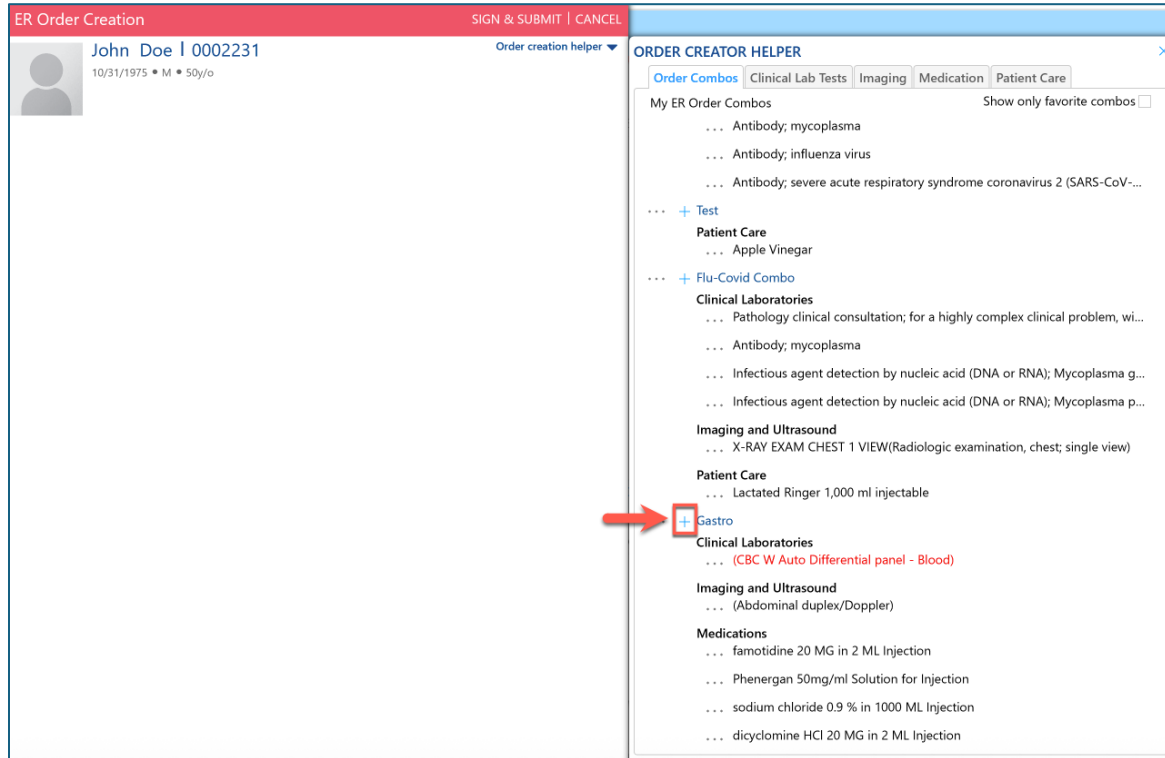 ER Order Creation
SIGN & SUBMIT | CANCEL
John Doe | 0002231
10/31/1975 • M • 50y/o
Order creation helper
ORDER CREATOR HELPER
Order Combos Clinical Lab Tests Imaging Medication Patient Care
My ER Order Combos
Show only favorite combos
... Antibody; mycoplasma
... Antibody; influenza virus
... Antibody; severe acute respiratory syndrome coronavirus 2 (SARS-CoV-...
... + Test
Patient Care
... Apple Vinegar
... + Flu-Covid Combo
Clinical Laboratories
... Pathology clinical consultation; for a highly complex clinical problem, wi...
... Antibody; mycoplasma
... Infectious agent detection by nucleic acid (DNA or RNA); Mycoplasma g...
... Infectious agent detection by nucleic acid (DNA or RNA); Mycoplasma p...
Imaging and Ultrasound
... X-RAY EXAM CHEST 1 VIEW(Radiologic examination, chest; single view)
Patient Care
... Lactated Ringer 1,000 ml injectable
+ Gastro
Clinical Laboratories
... (CBC W Auto Differential panel - Blood)
Imaging and Ultrasound
... (Abdominal duplex/Doppler)
Medications
... famotidine 20 MG in 2 ML Injection
... Phenergan 50mg/ml Solution for Injection
... sodium chloride 0.9 % in 1000 ML Injection
... dicyclomine HCl 20 MG in 2 ML Injection